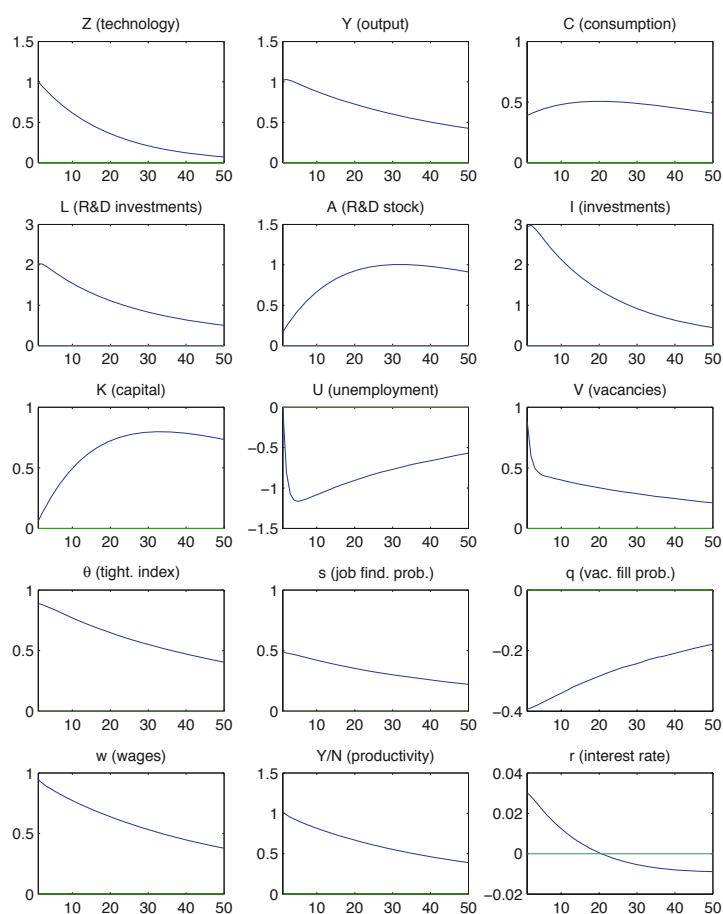 Z (technology)
Y (output)
C (consumption)
1.5
1
0.5
0
10 20 30 40 50
1.5
1
0.5
0
10 20 30 40 50
1
0.5
0
10 20 30 40 50
L (R&D investments)
A (R&D stock)
I (investments)
3
2
1
0
10 20 30 40 50
1.5
1
0.5
0
10 20 30 40 50
3
2
1
0
10 20 30 40 50
K (capital)
U (unemployment)
V (vacancies)
1
0.5
0
10 20 30 40 50
0
−0.5
−1
−1.5
10 20 30 40 50
1
0.5
0
10 20 30 40 50
θ (tight. index)
s (job find. prob.)
q (vac. fill prob.)
1
0.5
0
10 20 30 40 50
1
0.5
0
10 20 30 40 50
0
−0.2
−0.4
10 20 30 40 50
w (wages)
Y/N (productivity)
r (interest rate)
1
0.5
0
10 20 30 40 50
1.5
1
0.5
0
10 20 30 40 50
0.04
0.02
0
−0.02
10 20 30 40 50